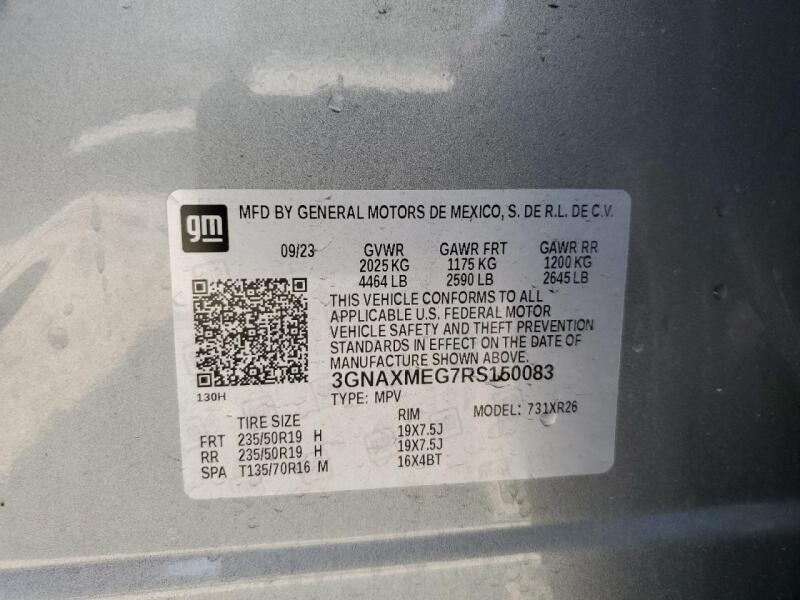 gm
MFD BY GENERAL MOTORS DE MEXICO, S. DE R.L. DE C.V.
09/23 GVWR GAWR FRT GAWR RR
2025 KG 1175 KG 1200 KG
4464 LB 2590 LB 2645 LB
THIS VEHICLE CONFORMS TO ALL
APPLICABLE U.S. FEDERAL MOTOR
VEHICLE SAFETY AND THEFT PREVENTION
STANDARDS IN EFFECT ON THE DATE OF
MANUFACTURE SHOWN ABOVE.
3GNAXMEG7RS150083
130H
TYPE: MPV MODEL: 731XR26
TIRE SIZE RIM
FRT 235/50R19 H 19X7.5J
RR 235/50R19 H 19X7.5J
SPA T135/70R16 M 16X4BT